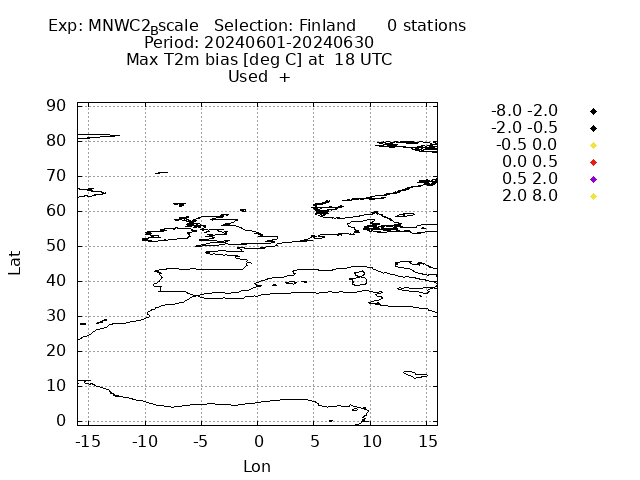 Exp: MNWC2Bscale   Selection: Finland      0 stations
Period: 20240601-20240630
Max T2m bias [deg C] at  18 UTC
Used  +
-8.0 -2.0
-2.0 -0.5
-0.5 0.0
0.0 0.5
0.5 2.0
2.0 8.0
90
80
70
60
50
40
30
20
10
0
Lat
-15 -10 -5 0 5 10 15
Lon